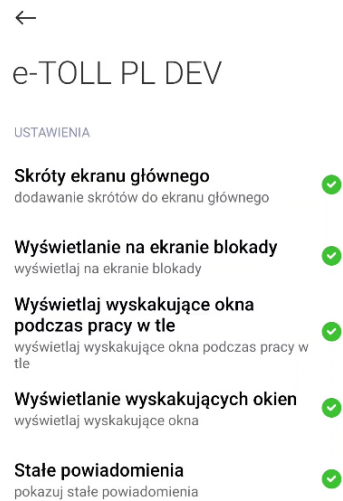 e-TOLL PL DEV
USTAWIENIA
Skróty ekranu głównego
dodawanie skrótów do ekranu głównego
Wyświetlanie na ekranie blokady
wyświetlaj na ekranie blokady
Wyświetlaj wyskakujące okna
podczas pracy w tle
wyświetlaj wyskakujące okna podczas pracy w
tle
Wyświetlanie wyskakujących okien
wyświetlaj wyskakujące okna
Stałe powiadomienia
pokazuj stałe powiadomienia